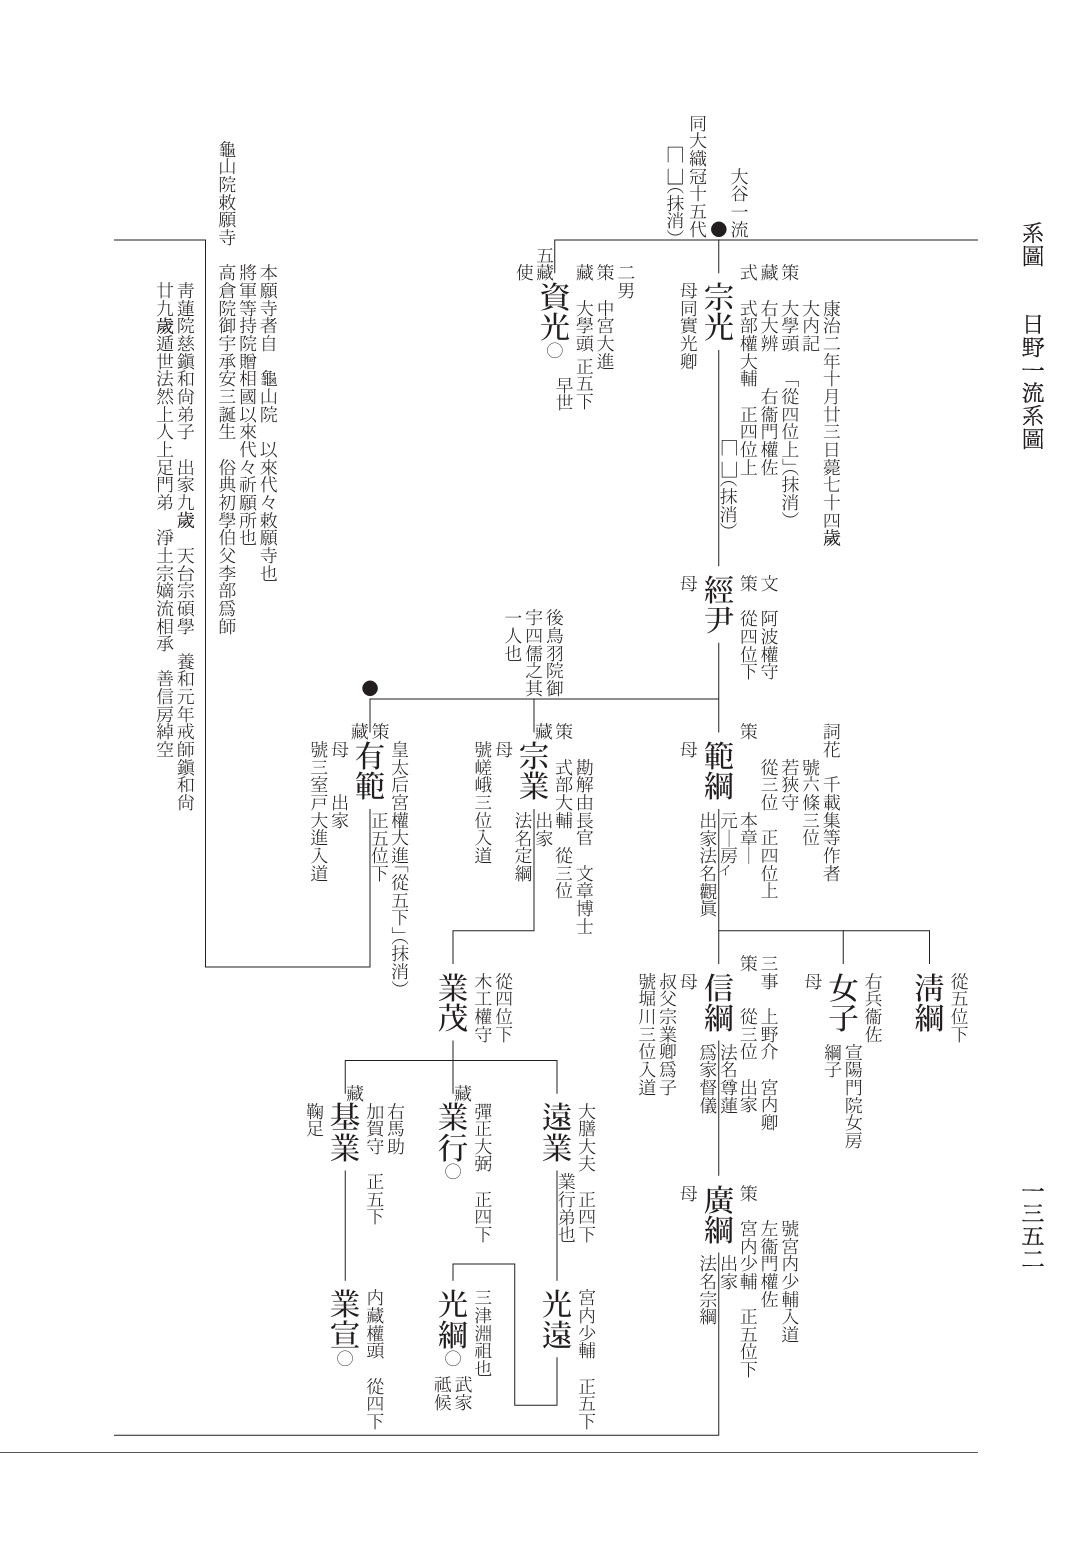 系圖　日野一流系圖
一三五二
大谷一流
同大織冠十五代
(抹消)
康治二年十月廿三日薨七十四歲
大内記
策　大學頭　「從四位上」(抹消)
藏　右大辨　右衞門權佐
式　式部權大輔　正四位上
(抹消)
宗光
母同實光卿
二男
策　中宮大進
藏　大學頭　正五下
五藏
使
資光○
早世
文　阿波權守
策　從四位下
經尹
母
詞花　千載集等作者
號六條三位
若狹守
從三位　正四位上
策
本章―
元―房イ
範綱
出家法名觀眞
母
後鳥羽院御
宇四儒之其
一人也
勘解由長官　文章博士
式部大輔　從三位
策
藏
宗業
出家
法名定綱
母
號嵯峨三位入道
皇太后宮權大進「從五下」(抹消)
正五位下
策
藏
有範
母　出家
號三室戸大進入道
從五位下
淸綱
右兵衞佐
女子
宣陽門院女房
綱子
母
三事　上野介　宮内卿
策　從三位　出家
信綱
法名尊蓮
爲家督儀
母
叔父宗業卿爲子
號堀川三位入道
號宮内少輔入道
左衞門權佐
策　宮内少輔　正五位下
廣綱
出家
法名宗綱
母
從四位下
木工權守
業茂
大膳大夫　正四下
業行弟也
遠業
宮内少輔　正五下
光遠
三津淵祖也
光綱○
武家
祗候
彈正大弼　正四下
藏
業行○
右馬助
加賀守　正五下
藏
基業
鞠足
内藏權頭　從四下
業宣○
本願寺者自　龜山院　以來代々敕願寺也
將軍等持院贈相國以來代々祈願所也
龜山院敕願寺　高倉院御宇承安三誕生　俗典初學伯父李部爲師
靑蓮院慈鎭和尙弟子　出家九歲　天台宗碩學　養和元年戒師鎭和尙
廿九歲遁世法然上人上足門弟　淨土宗嫡流相承　善信房綽空